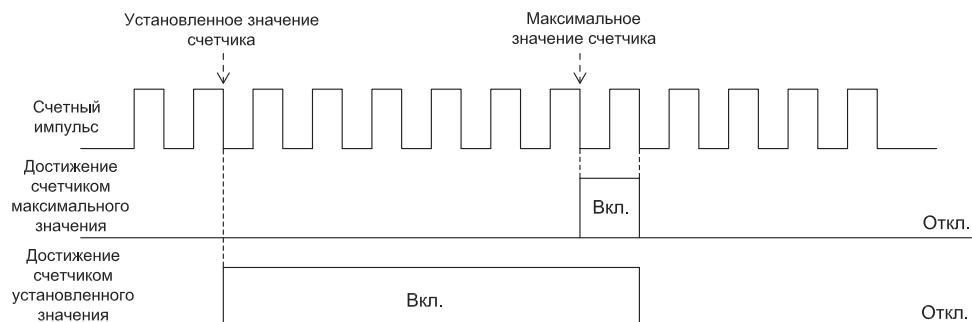 Установленное значение
счетчика
Максимальное
значение счетчика
Счетный
импульс
Достижение
счетчиком
максимального
значения
Вкл.
Откл.
Достижение
счетчиком
установленного
значения
Вкл.
Откл.